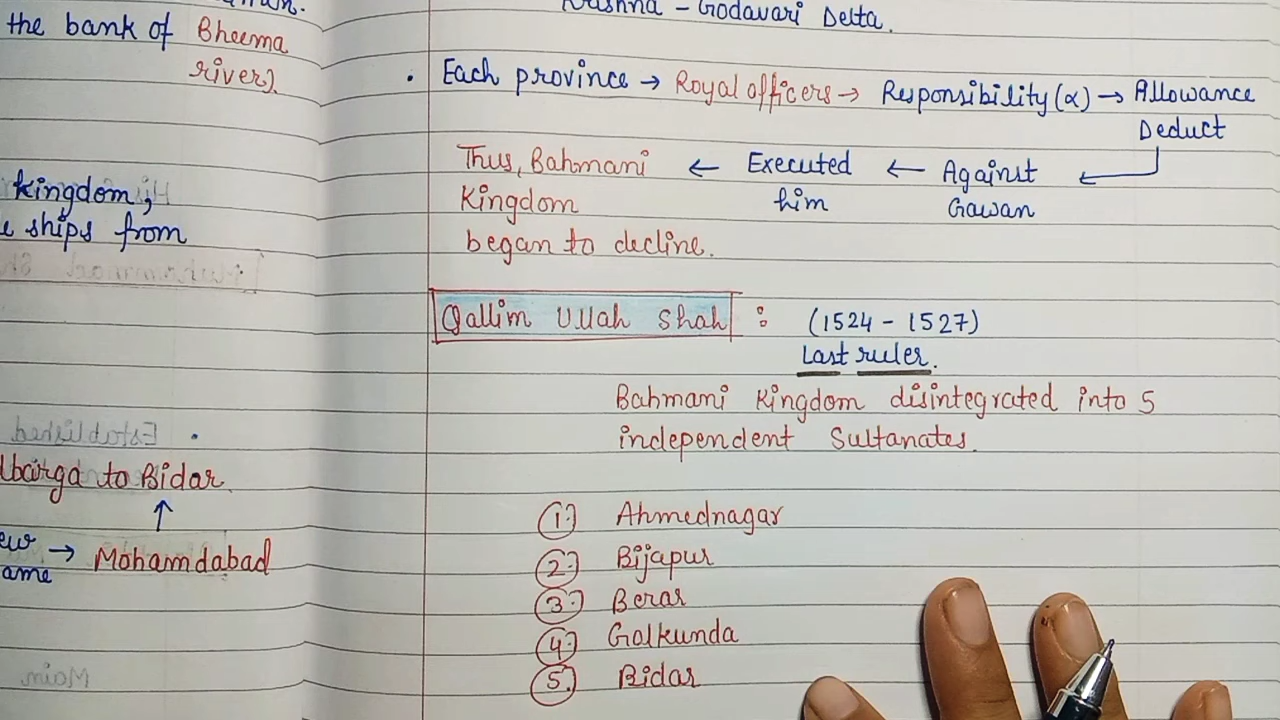 the bank of Bheema
river).
kingdom,
ships from
to Bidar.
Mohamdabad
Krishna - Godavari Delta.
• Each province → Royal officers → Responsibility (α) → Allowance
Deduct
Thus, Bahmani ← Executed ← Against
Kingdom him Gawan
began to decline.
Qallim Ullah Shah : (1524 - 1527)
Last ruler.
Bahmani Kingdom disintegrated into 5
independent Sultanates.
1.) Ahmednagar
2.) Bijapur
3.) Berar
4.) Golkunda
5.) Bidar